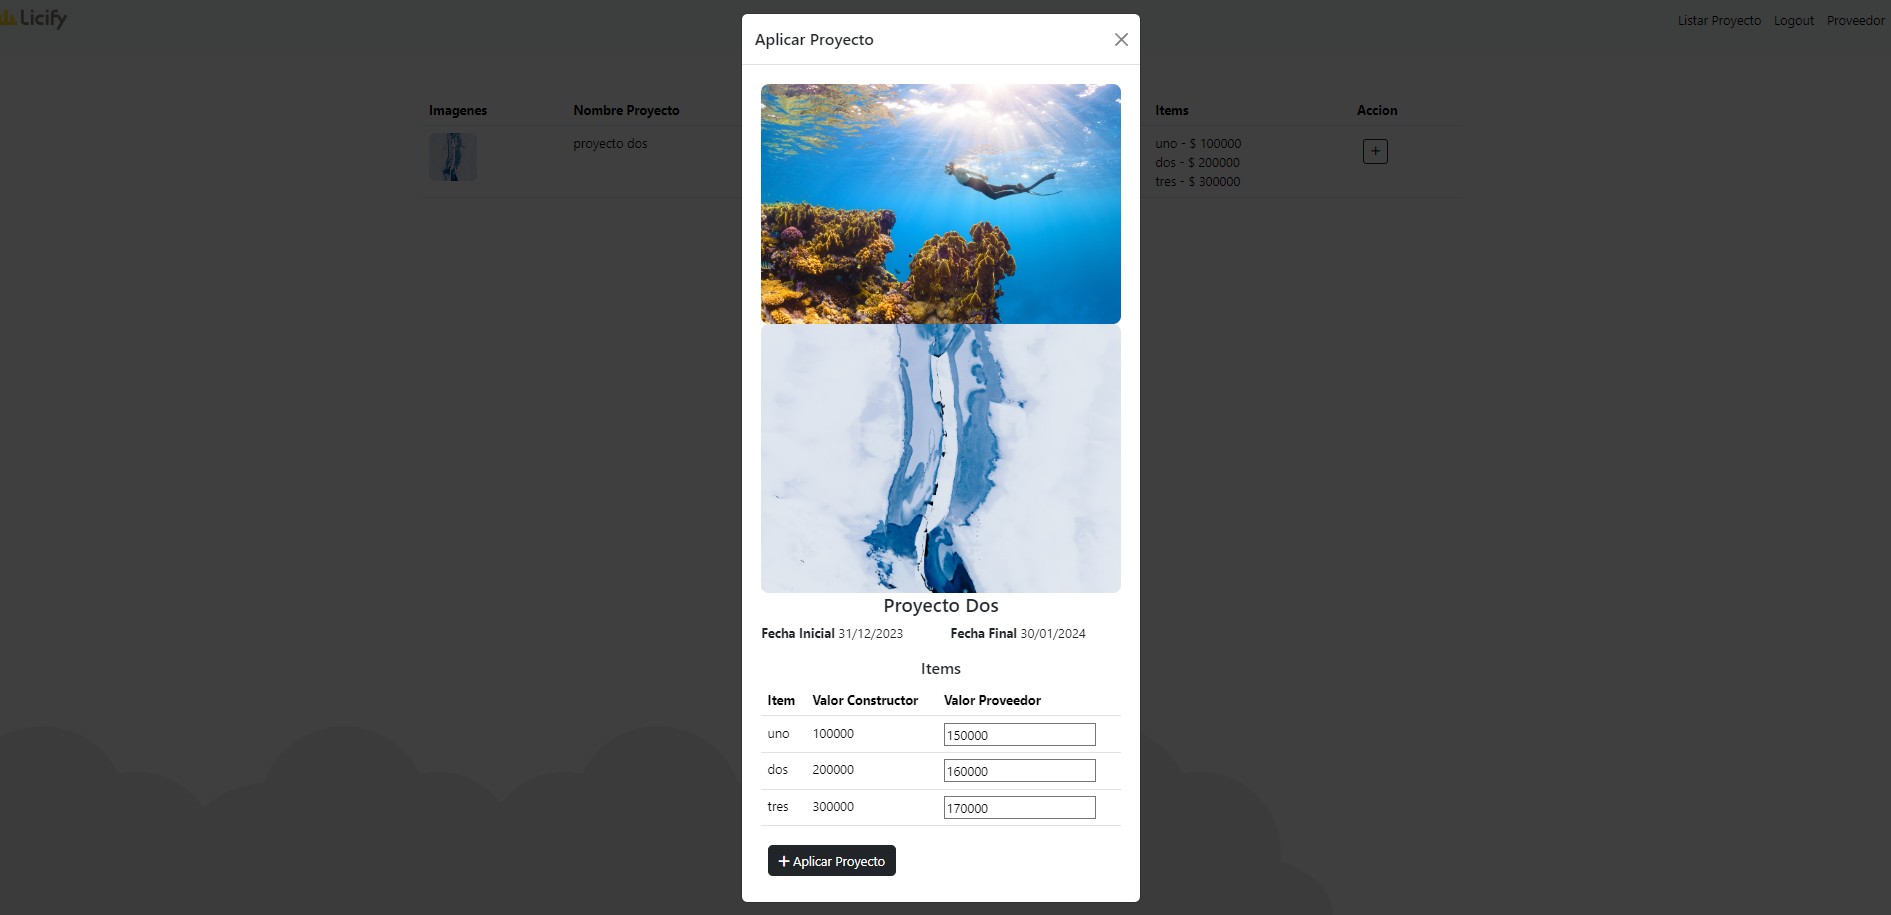 Licify
Listar Proyecto Logout Proveedor
Aplicar Proyecto
Imagenes Nombre Proyecto Items Accion
proyecto dos
uno - $ 100000
dos - $ 200000
tres - $ 300000
+
Proyecto Dos
Fecha Inicial 31/12/2023 Fecha Final 30/01/2024
Items
Item Valor Constructor Valor Proveedor
uno 100000 150000
dos 200000 160000
tres 300000 170000
+ Aplicar Proyecto